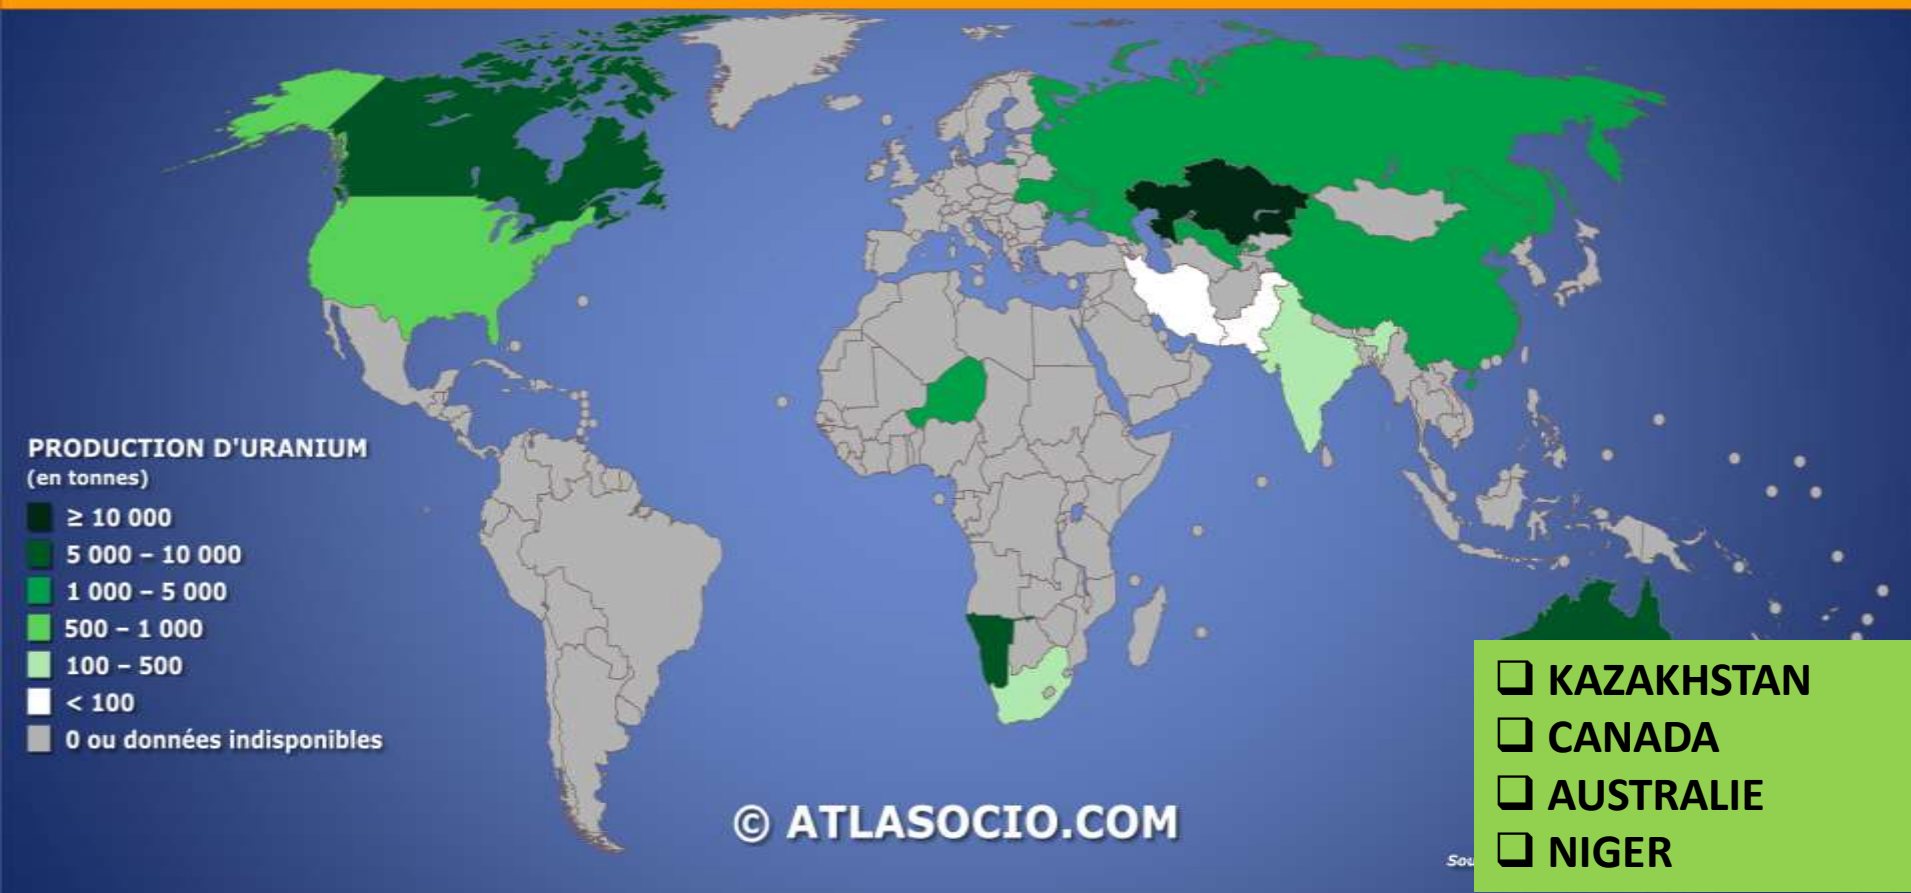 PRODUCTION D'URANIUM
(en tonnes)
≥ 10 000
5 000 – 10 000
1 000 – 5 000
500 – 1 000
100 – 500
< 100
0 ou données indisponibles
© ATLASOCIO.COM
KAZAKHSTAN
CANADA
AUSTRALIE
NIGER